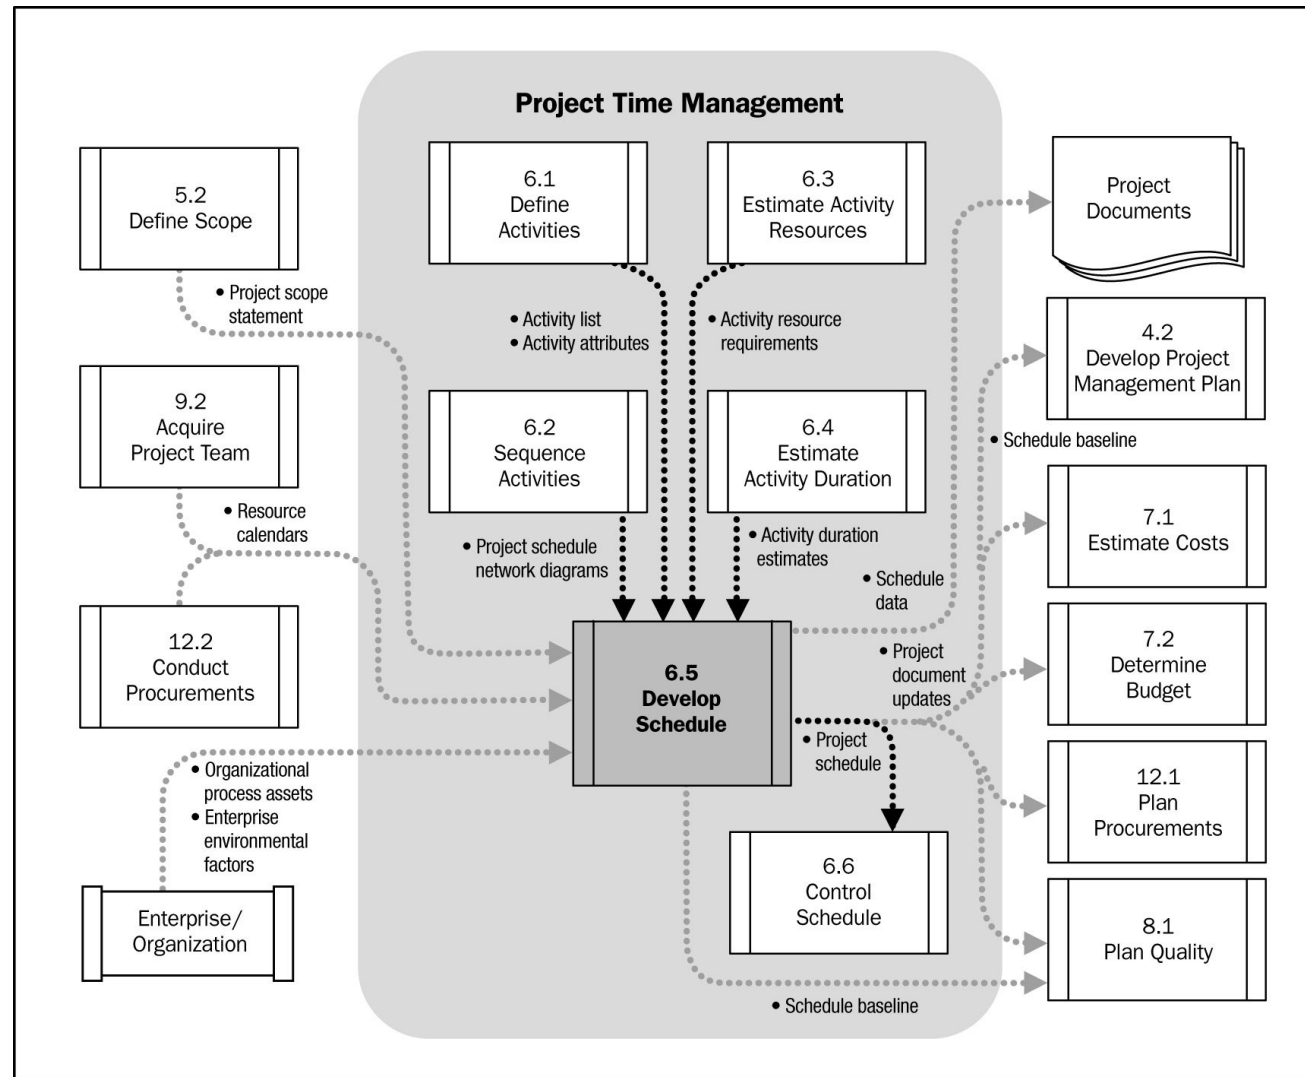 Project Time Management
5.2
Define Scope
6.1
Define
Activities
6.3
Estimate Activity
Resources
Project
Documents
• Project scope
statement
• Activity list
• Activity attributes
• Activity resource
requirements
4.2
Develop Project
Management Plan
9.2
Acquire
Project Team
6.2
Sequence
Activities
6.4
Estimate
Activity Duration
• Schedule baseline
• Resource
calendars
• Project schedule
network diagrams
• Activity duration
estimates
7.1
Estimate Costs
• Schedule
data
12.2
Conduct
Procurements
6.5
Develop
Schedule
• Project
document
updates
7.2
Determine
Budget
• Organizational
process assets
• Enterprise
environmental
factors
• Project
schedule
12.1
Plan
Procurements
Enterprise/
Organization
6.6
Control
Schedule
8.1
Plan Quality
• Schedule baseline